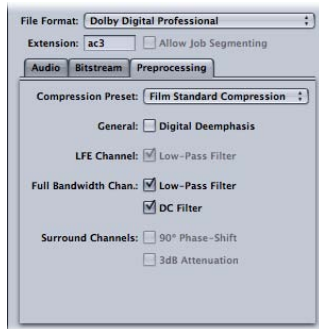 File Format: Dolby Digital Professional
Extension: ac3 Allow Job Segmenting
Audio Bitstream Preprocessing
Compression Preset: Film Standard Compression
General: Digital Deemphasis
LFE Channel: Low-Pass Filter
Full Bandwidth Chan.: Low-Pass Filter
DC Filter
Surround Channels: 90° Phase-Shift
3dB Attenuation